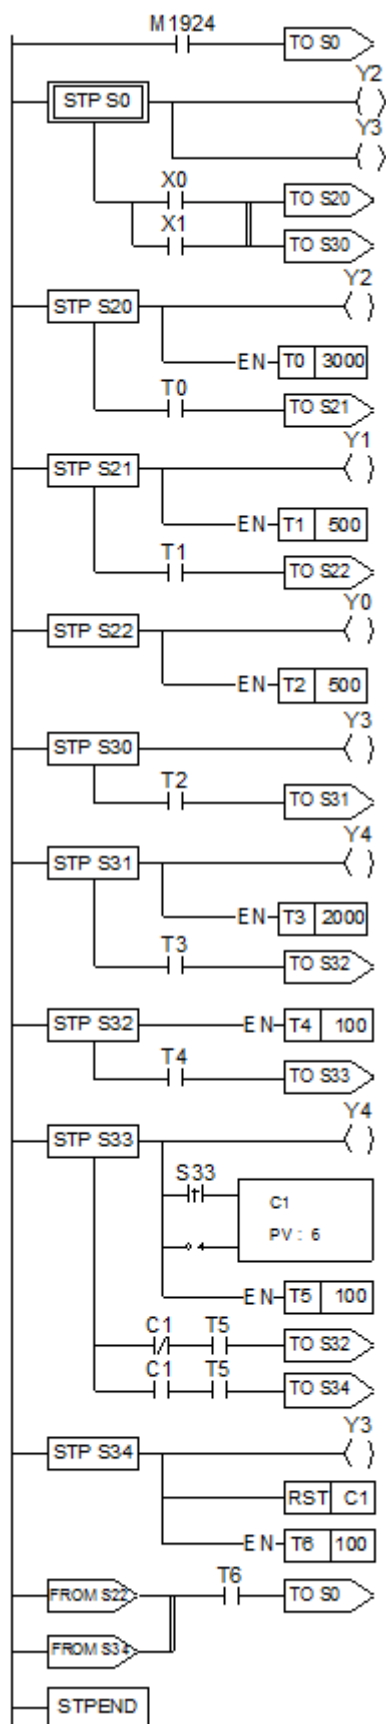 M1924
TO S0
Y2
STP S0
Y3
X0
TO S20
X1
TO S30
Y2
STP S20
EN T0 3000
T0
TO S21
Y1
STP S21
EN T1 500
T1
TO S22
Y0
STP S22
EN T2 500
Y3
STP S30
T2
TO S31
Y4
STP S31
EN T3 2000
T3
TO S32
STP S32 EN T4 100
T4
TO S33
Y4
STP S33
S33
C1
PV : 6
EN T5 100
C1 T5
TO S32
C1 T5
TO S34
Y3
STP S34
RST C1
EN T6 100
T6
FROM S22 TO S0
FROM S34
STPEND